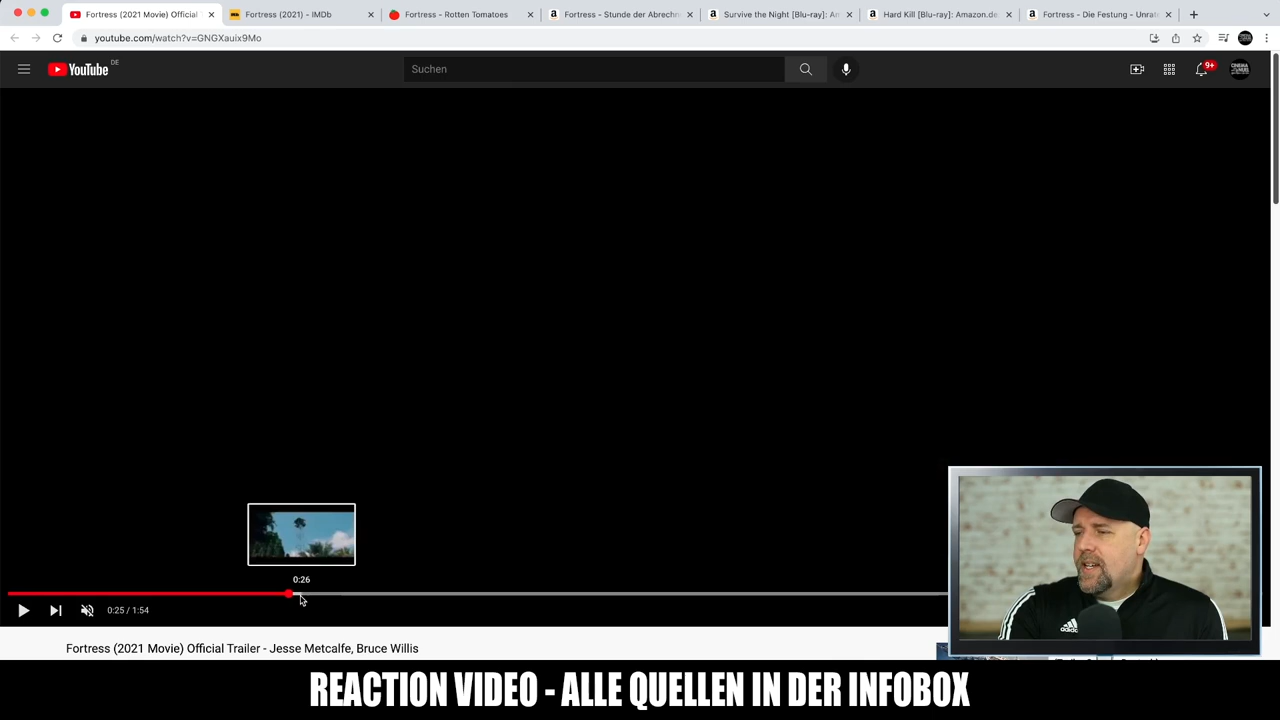 Fortress (2021 Movie) Official
Fortress (2021) - IMDb
Fortress - Rotten Tomatoes
Fortress - Stunde der Abrechn
Survive the Night [Blu-ray]: An
Hard Kill [Blu-ray]: Amazon.de
Fortress - Die Festung - Unrate
youtube.com/watch?v=GNGXauix9Mo
YouTube DE
Suchen
9+
0:26
0:25 / 1:54
Fortress (2021 Movie) Official Trailer - Jesse Metcalfe, Bruce Willis
adidas
REACTION VIDEO - ALLE QUELLEN IN DER INFOBOX